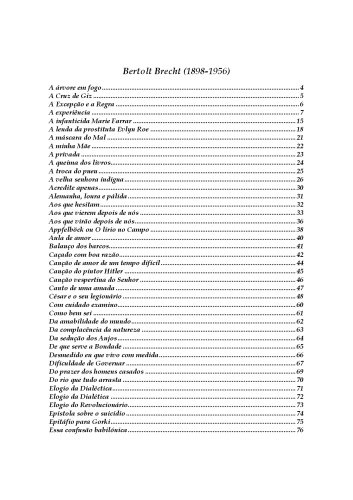 Bertolt Brecht (1898-1956)
A árvore em fogo 4
A Cruz de Giz 5
A Excepção e a Regra 6
A experiência 7
A infanticida Marie Farrar 15
A lenda da prostituta Evlyn Roe 18
A máscara do Mal 21
A minha Mãe 22
A privada 23
A queima dos livros 24
A troca do pneu 25
A velha senhora indigna 26
Acredite apenas 30
Alemanha, loura e pálida 31
Aos que hesitam 32
Aos que vierem depois de nós 33
Aos que virão depois de nós 36
Appfelböck ou O lírio no Campo 38
Aula de amor 40
Balanço dos barcos 41
Caçado com boa razão 42
Canção de amor de um tempo difícil 44
Canção do pintor Hitler 45
Canção vespertina do Senhor 46
Canto de uma amada 47
César e o seu legionário 48
Com cuidado examino 60
Como bem sei 61
Da amabilidade do mundo 62
Da complacência da natureza 63
Da sedução dos Anjos 64
De que serve a Bondade 65
Desmedido eu que vivo com medida 66
Dificuldade de Governar 67
Do prazer dos homens casados 69
Do rio que tudo arrasta 70
Elogio da Dialéctica 71
Elogio da Dialética 72
Elogio do Revolucionário 73
Epístola sobre o suicídio 74
Epitáfio para Gorki 75
Essa confusão babilônica 76